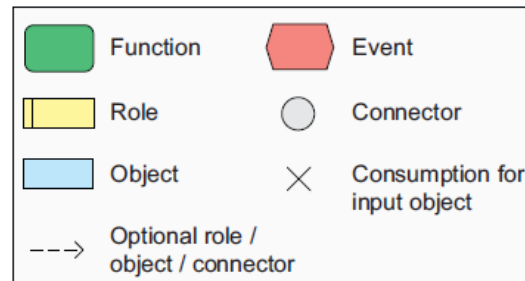 Function
Event
Role
Connector
Object
Consumption for
input object
Optional role /
object / connector